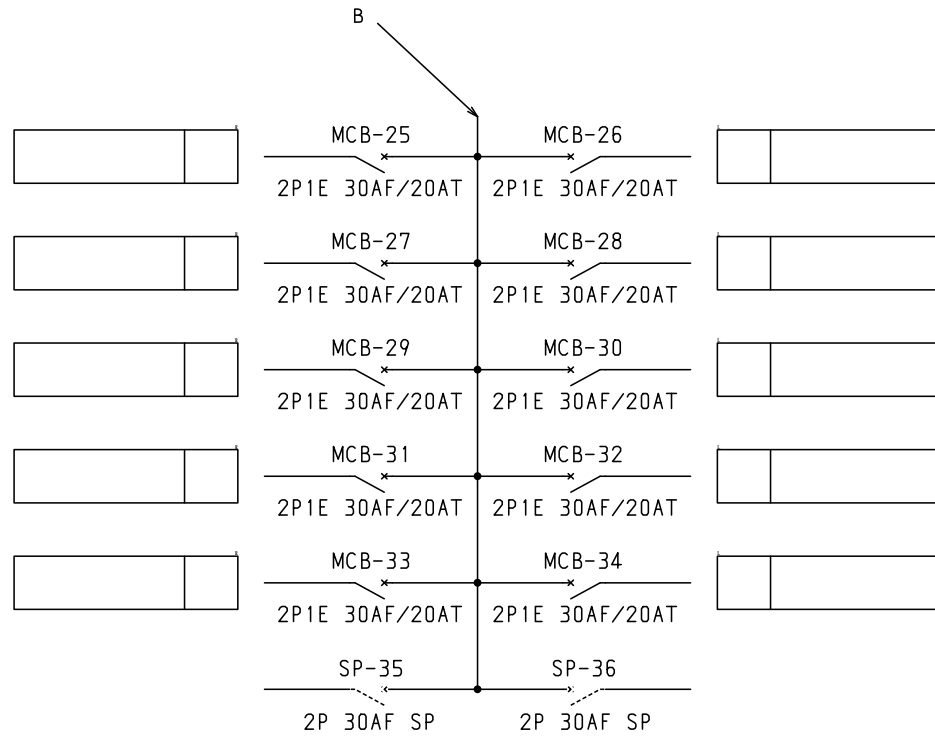 B
MCB-25 MCB-26
2P1E 30AF/20AT 2P1E 30AF/20AT
MCB-27 MCB-28
2P1E 30AF/20AT 2P1E 30AF/20AT
MCB-29 MCB-30
2P1E 30AF/20AT 2P1E 30AF/20AT
MCB-31 MCB-32
2P1E 30AF/20AT 2P1E 30AF/20AT
MCB-33 MCB-34
2P1E 30AF/20AT 2P1E 30AF/20AT
SP-35 SP-36
2P 30AF SP 2P 30AF SP